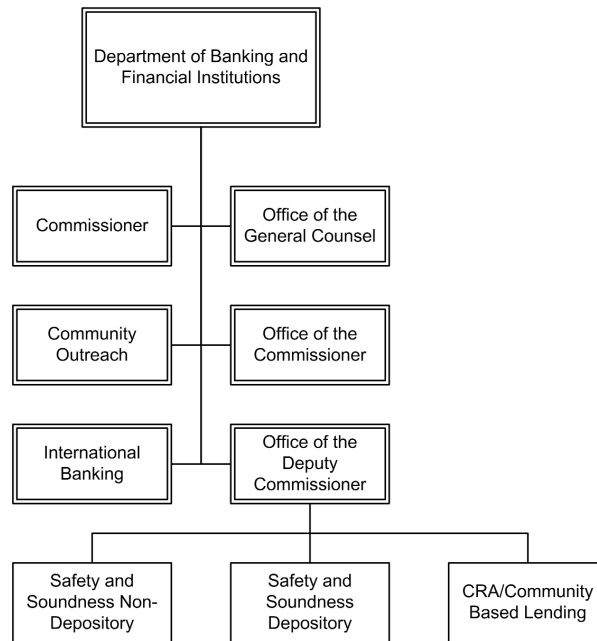 Department of Banking and
Financial Institutions
Commissioner
Office of the
General Counsel
Community
Outreach
Office of the
Commissioner
International
Banking
Office of the
Deputy
Commissioner
Safety and
Soundness Non-
Depository
Safety and
Soundness
Depository
CRA/Community
Based Lending